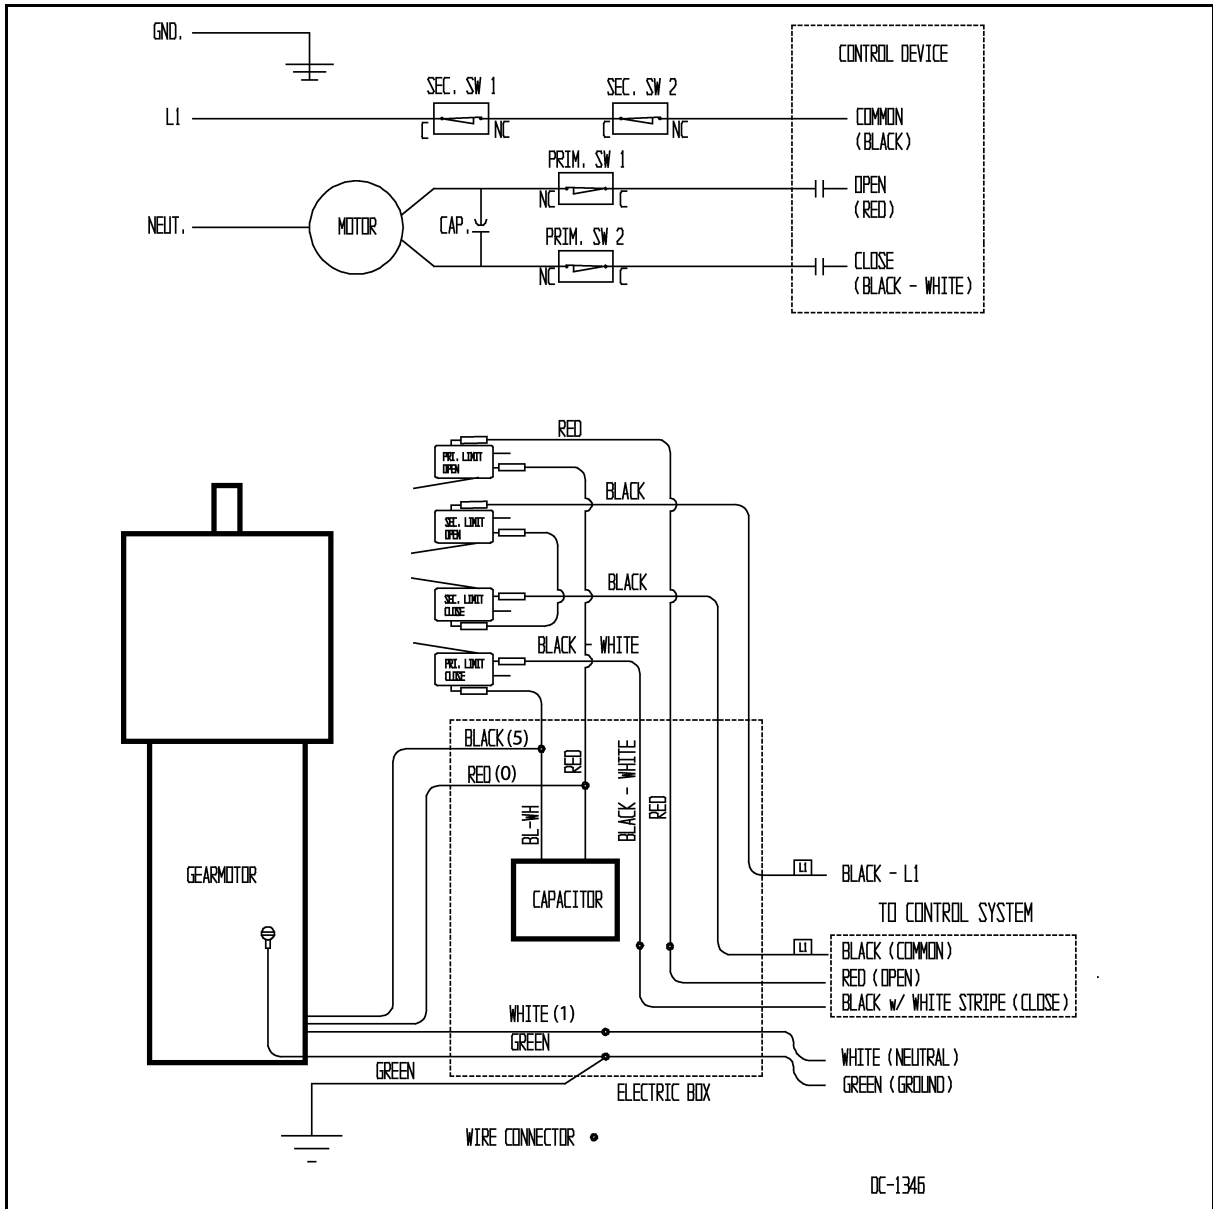 GND.
CONTROL DEVICE
SEC. SW 1
SEC. SW 2
L1
C
NC
C
NC
COMMON
(BLACK)
PRIM. SW 1
NC
C
OPEN
(RED)
NEUT.
MOTOR
CAP.
PRIM. SW 2
NC
C
CLOSE
(BLACK - WHITE)
RED
PRI. LIMIT
OPEN
BLACK
SEC. LIMIT
OPEN
BLACK
SEC. LIMIT
CLOSE
BLACK - WHITE
PRI. LIMIT
CLOSE
BLACK (5)
RED (0)
RED
BLACK - WHITE
RED
BL-WH
GEARMOTOR
CAPACITOR
L1
BLACK - L1
TO CONTROL SYSTEM
L1
BLACK (COMMON)
RED (OPEN)
BLACK w/ WHITE STRIPE (CLOSE)
WHITE (1)
GREEN
GREEN
WHITE (NEUTRAL)
GREEN (GROUND)
ELECTRIC BOX
WIRE CONNECTOR
DC-1346